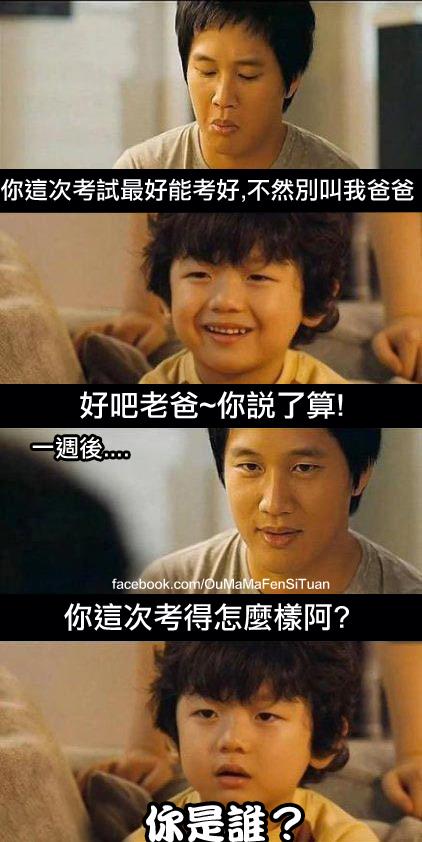 你這次考試最好能考好,不然別叫我爸爸
好吧老爸~你說了算!
一週後....
facebook.com/OuMaMaFenSiTuan
你這次考得怎麼樣阿?
你是誰？